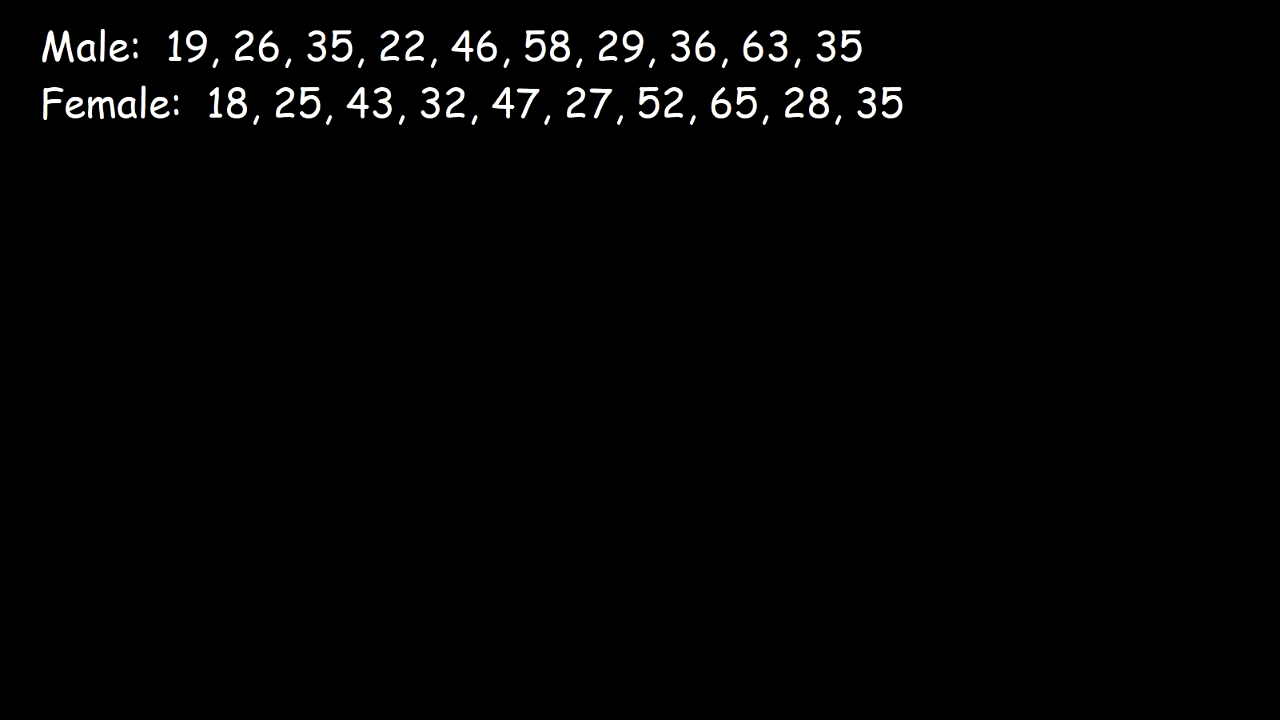 Male: 19, 26, 35, 22, 46, 58, 29, 36, 63, 35
Female: 18, 25, 43, 32, 47, 27, 52, 65, 28, 35